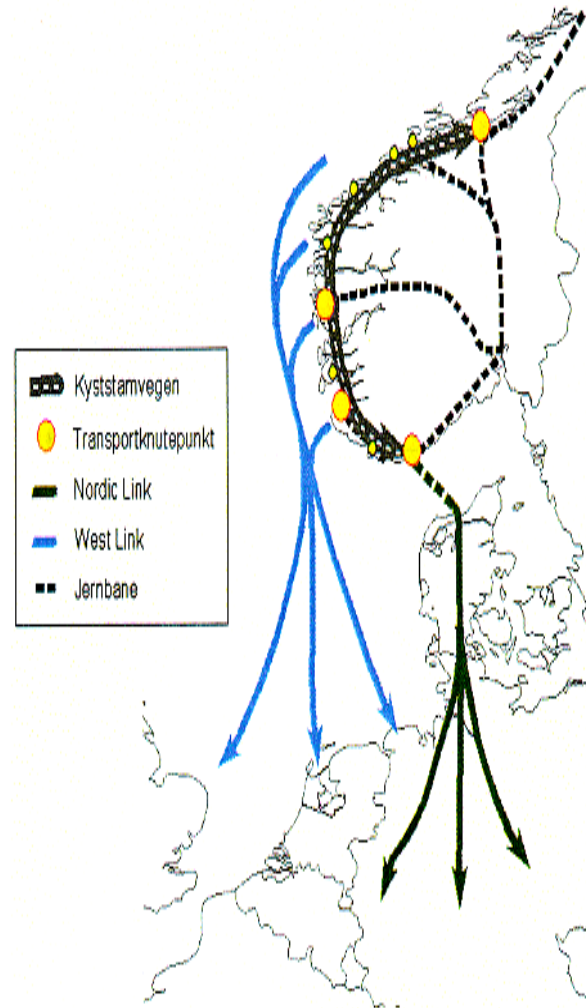 Kyststamvegen
Transportknutepunkt
Nordic Link
West Link
Jernbane